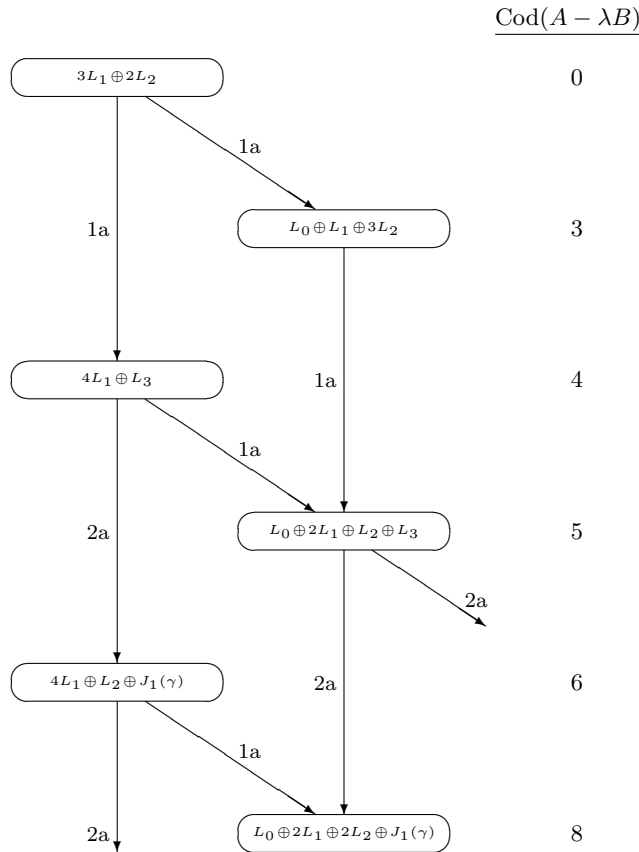 Cod(A − λB)
3L₁⊕2L₂ 0
1a
L₀⊕L₁⊕3L₂ 3
1a
4L₁⊕L₃ 1a 4
1a
L₀⊕2L₁⊕L₂⊕L₃ 5
2a
2a
4L₁⊕L₂⊕J₁(γ) 2a 6
1a
2a L₀⊕2L₁⊕2L₂⊕J₁(γ) 8